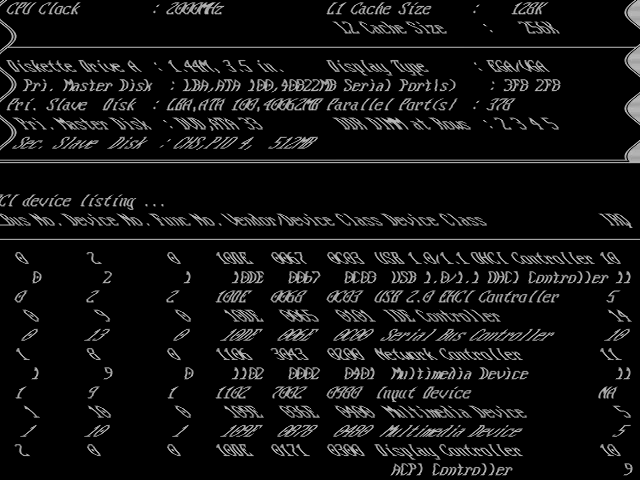 CPU Clock : 2000MHz L1 Cache Size : 128K
L2 Cache Size : 256K
Diskette Drive A : 1.44M, 3.5 in. Display Type : EGA/VGA
Pri. Master Disk : LBA,ATA 100,40022MB Serial Port(s) : 3F8 2F8
Pri. Slave Disk : LBA,ATA 100,40062MB Parallel Port(s) : 378
Pri. Master Disk : DVD,ATA 33 DDR DIMM at Rows : 2 3 4 5
Sec. Slave Disk : CHS,PIO 4, 512MB
CI device listing ...
Bus No. Device No. Func No. Vendor/Device Class Device Class IRQ
0 2 0 10DE 0067 0C03 USB 1.0/1.1 OHCI Controller 10
0 2 1 10DE 0067 0C03 USB 1.0/1.1 OHCI Controller 11
0 2 2 10DE 0068 0C03 USB 2.0 EHCI Controller 5
0 9 0 10DE 0065 0101 IDE Controller 14
0 13 0 10DE 006E 0C00 Serial Bus Controller 10
1 8 0 1106 3043 0200 Network Controller 11
1 9 0 1102 0002 0401 Multimedia Device 11
1 9 1 1102 7002 0980 Input Device NA
1 10 0 109E 036E 0400 Multimedia Device 5
1 10 1 109E 0878 0480 Multimedia Device 5
2 0 0 10DE 0171 0300 Display Controller 10
ACPI Controller 9